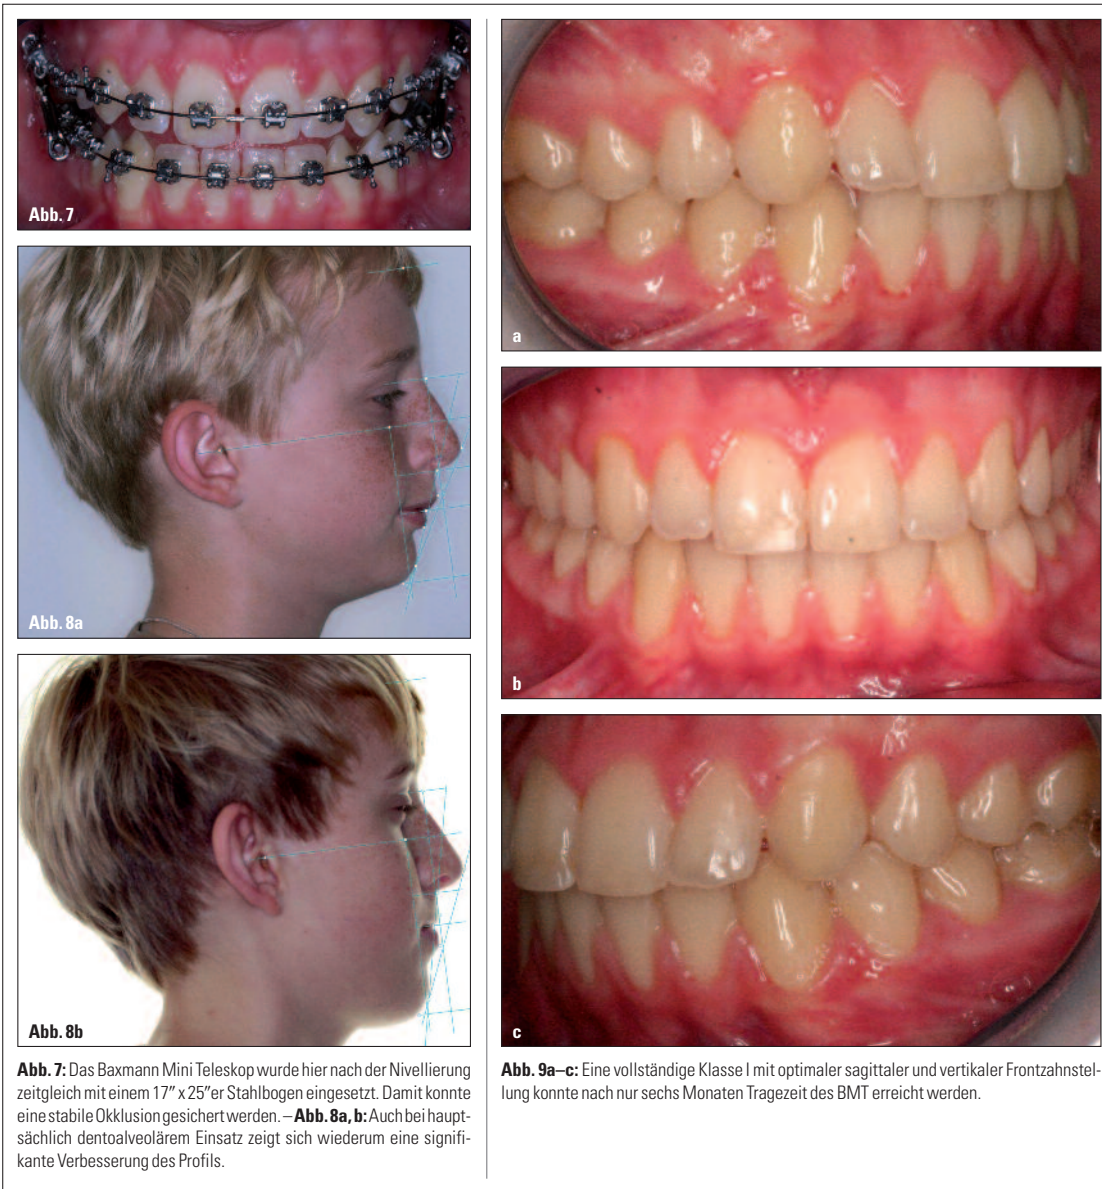 Abb. 7
Abb. 8a
Abb. 8b
Abb. 7: Das Baxmann Mini Teleskop wurde hier nach der Nivellierung
zeitgleich mit einem 17″ x 25″er Stahlbogen eingesetzt. Damit konnte
eine stabile Okklusion gesichert werden. – Abb. 8a, b: Auch bei haupt-
sächlich dentoalveolärem Einsatz zeigt sich wiederum eine signifi-
kante Verbesserung des Profils.
a
b
c
Abb. 9a–c: Eine vollständige Klasse I mit optimaler sagittaler und vertikaler Frontzahnstel-
lung konnte nach nur sechs Monaten Tragezeit des BMT erreicht werden.